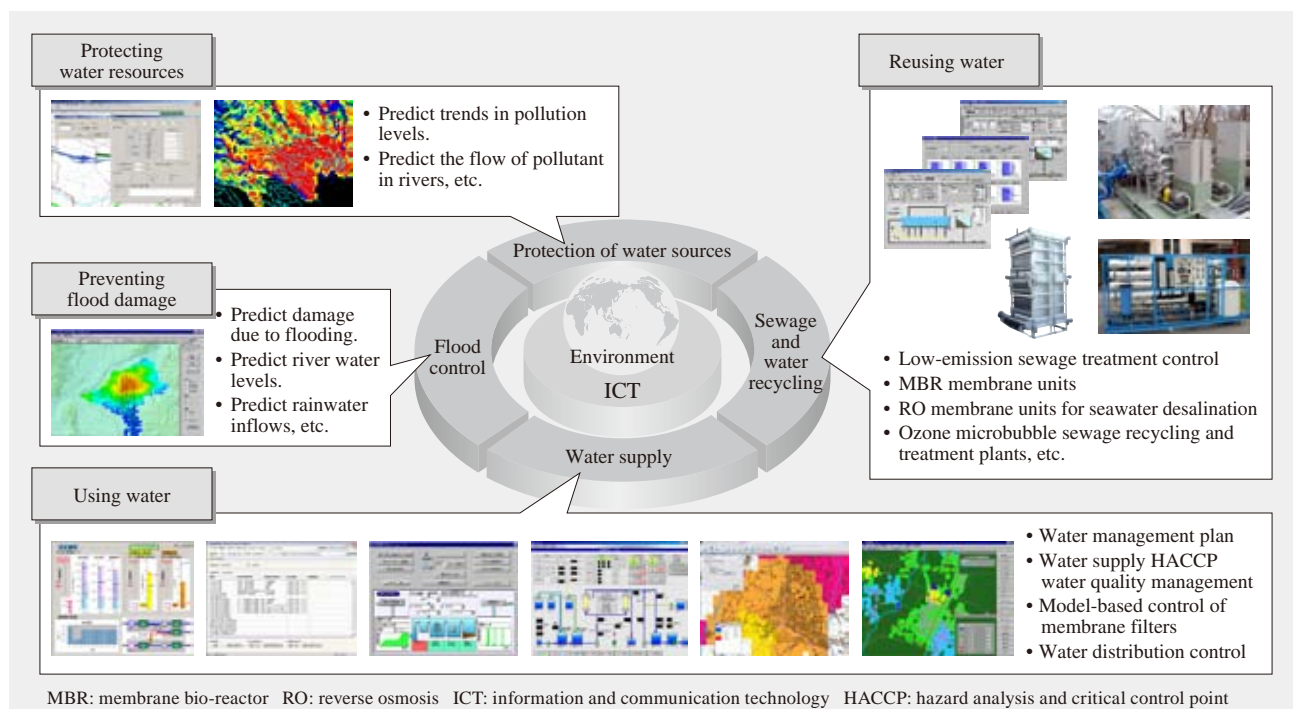 Protecting
water resources
• Predict trends in pollution
levels.
• Predict the flow of pollutant
in rivers, etc.
Reusing water
• Low-emission sewage treatment control
• MBR membrane units
• RO membrane units for seawater desalination
• Ozone microbubble sewage recycling and
treatment plants, etc.
Preventing
flood damage
• Predict damage
due to flooding.
• Predict river water
levels.
• Predict rainwater
inflows, etc.
Protection of water sources
Flood
control
Environment
ICT
Sewage
and
water
recycling
Water supply
Using water
• Water management plan
• Water supply HACCP
water quality management
• Model-based control of
membrane filters
• Water distribution control
MBR: membrane bio-reactor RO: reverse osmosis ICT: information and communication technology HACCP: hazard analysis and critical control point